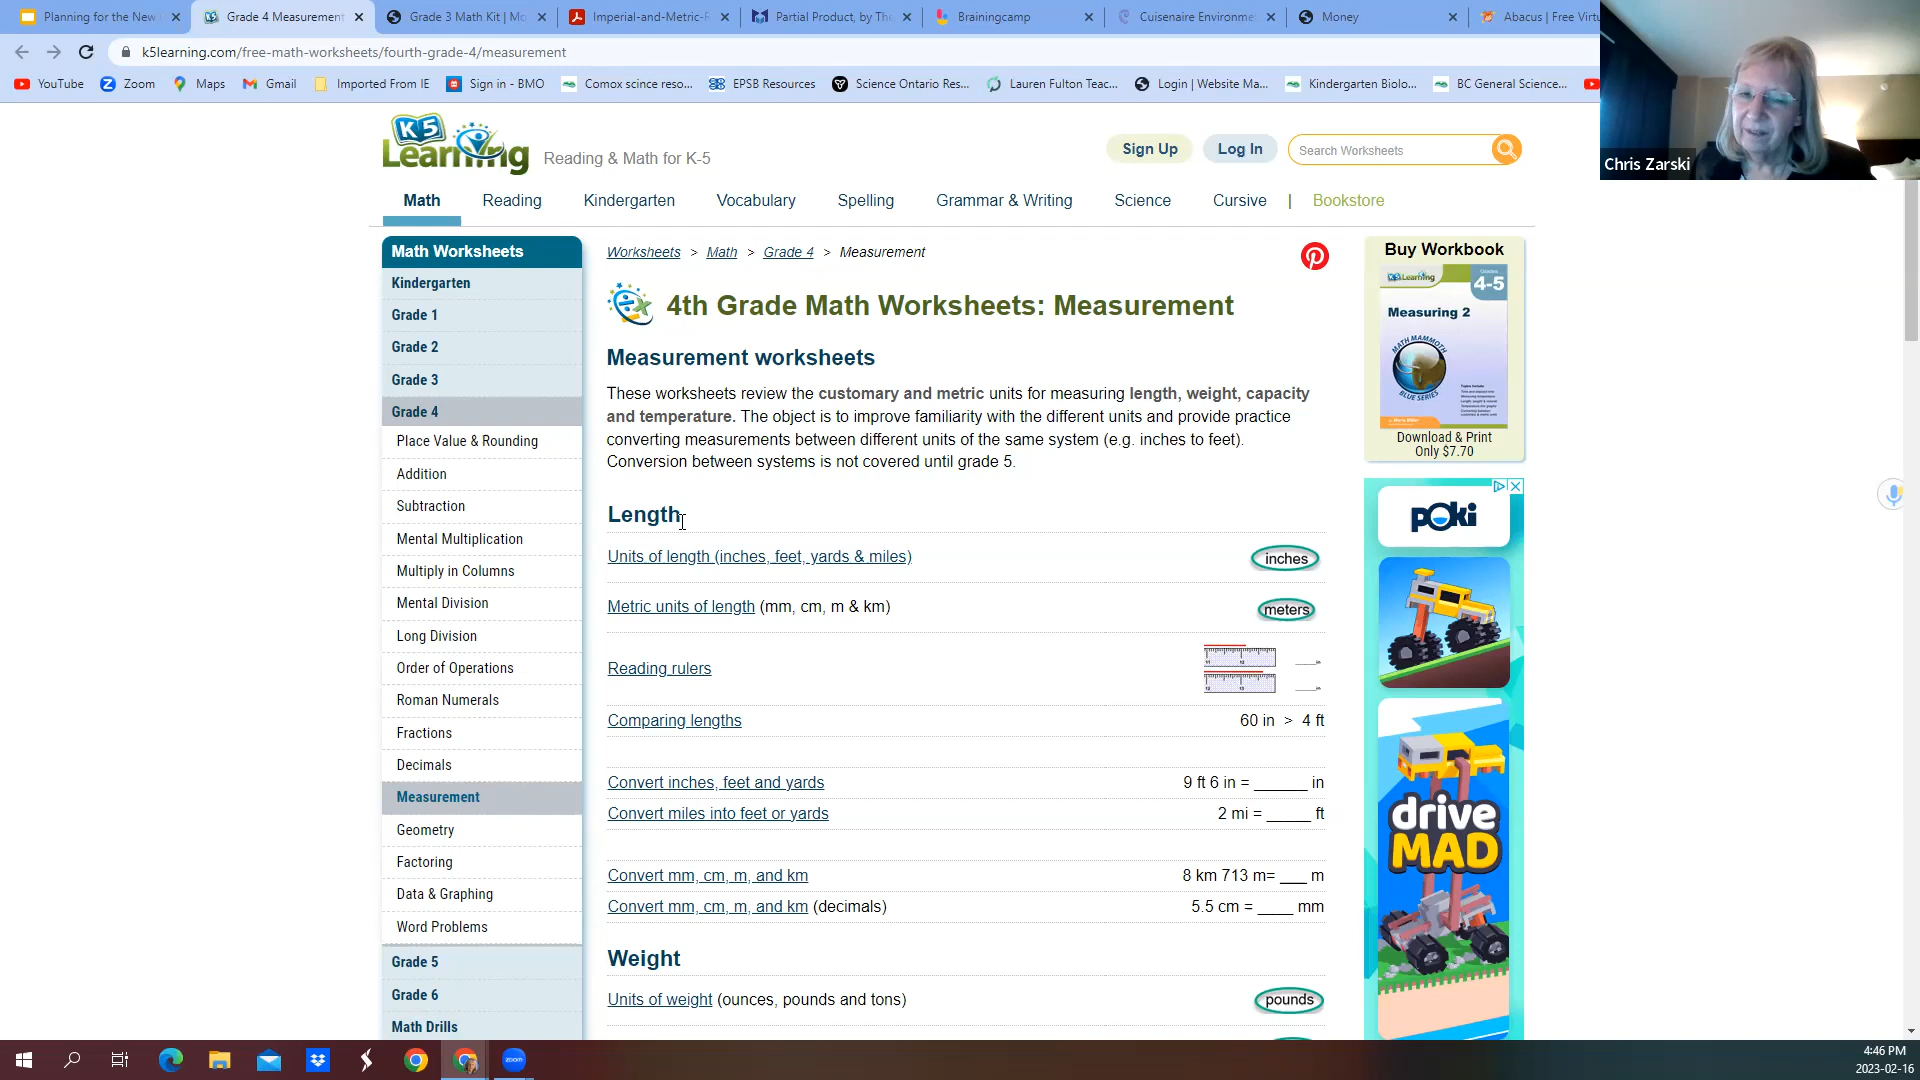 Planning for the New
Grade 4 Measurement
Grade 3 Math Kit | Mo
Imperial-and-Metric-R
Partial Product, by The
Brainingcamp
Cuisenaire Environme
Money
Abacus | Free Virtu
k5learning.com/free-math-worksheets/fourth-grade-4/measurement
YouTube
Zoom
Maps
Gmail
Imported From IE
Sign in - BMO
Comox scince reso...
EPSB Resources
Science Ontario Res...
Lauren Fulton Teac...
Login | Website Ma...
Kindergarten Biolo...
BC General Science...
Chris Zarski
K5 Learning
Reading & Math for K-5
Sign Up
Log In
Search Worksheets
Math
Reading
Kindergarten
Vocabulary
Spelling
Grammar & Writing
Science
Cursive
|
Bookstore
Math Worksheets
Kindergarten
Grade 1
Grade 2
Grade 3
Grade 4
Place Value & Rounding
Addition
Subtraction
Mental Multiplication
Multiply in Columns
Mental Division
Long Division
Order of Operations
Roman Numerals
Fractions
Decimals
Measurement
Geometry
Factoring
Data & Graphing
Word Problems
Grade 5
Grade 6
Math Drills
Worksheets > Math > Grade 4 > Measurement
4th Grade Math Worksheets: Measurement
Measurement worksheets
These worksheets review the customary and metric units for measuring length, weight, capacity
and temperature. The object is to improve familiarity with the different units and provide practice
converting measurements between different units of the same system (e.g. inches to feet).
Conversion between systems is not covered until grade 5.
Length
Units of length (inches, feet, yards & miles)
inches
Metric units of length (mm, cm, m & km)
meters
Reading rulers
Comparing lengths
60 in > 4 ft
Convert inches, feet and yards
9 ft 6 in = ______ in
Convert miles into feet or yards
2 mi = _____ ft
Convert mm, cm, m, and km
8 km 713 m= ___ m
Convert mm, cm, m, and km (decimals)
5.5 cm = ____ mm
Weight
Units of weight (ounces, pounds and tons)
pounds
Buy Workbook
K5 Learning
Grades
4-5
Measuring 2
MATH MAMMOTH
BLUE SERIES
Download & Print
Only $7.70
POKI
drive
MAD
zoom
4:46 PM
2023-02-16